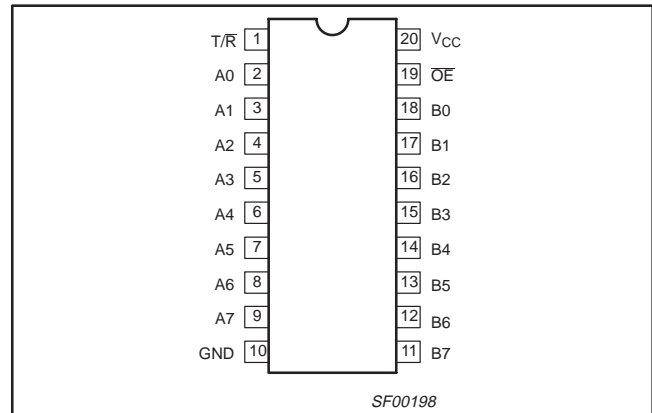 T/R̅ 1 20 VCC
A0 2 19 O̅E̅
A1 3 18 B0
A2 4 17 B1
A3 5 16 B2
A4 6 15 B3
A5 7 14 B4
A6 8 13 B5
A7 9 12 B6
GND 10 11 B7
SF00198